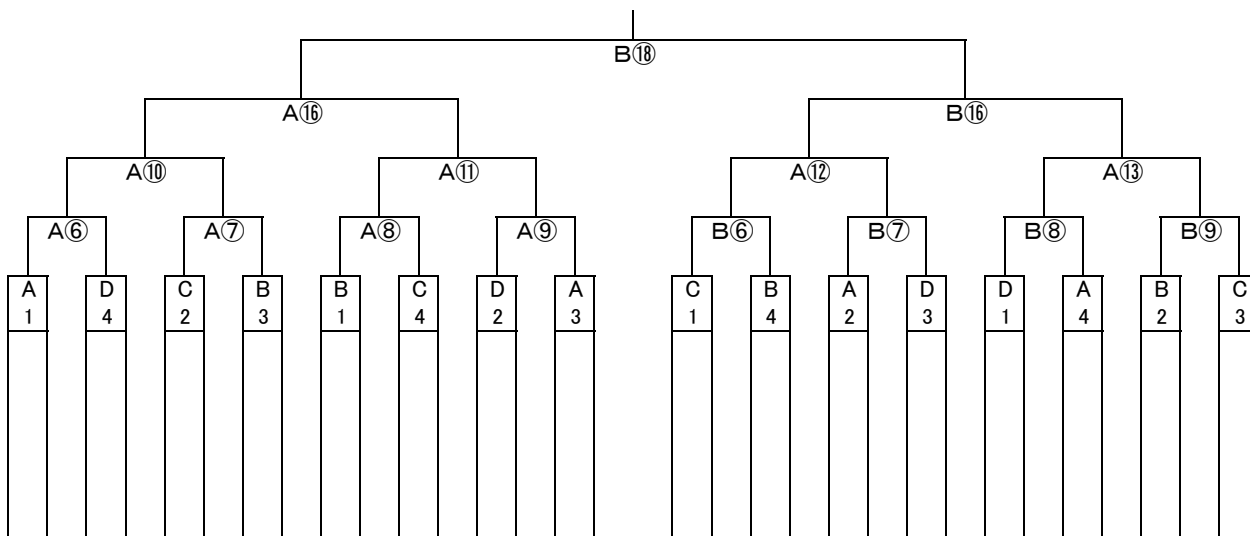 B⑱
A⑯ B⑯
A⑩ A⑪ A⑫ A⑬
A⑥ A⑦ A⑧ A⑨ B⑥ B⑦ B⑧ B⑨
A D C B B C D A C B A D D A B C
1 4 2 3 1 4 2 3 1 4 2 3 1 4 2 3